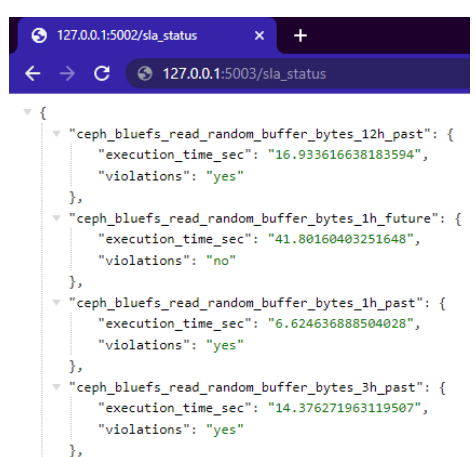 127.0.0.1:5002/sla_status
127.0.0.1:5003/sla_status
{
"ceph_bluefs_read_random_buffer_bytes_12h_past": {
"execution_time_sec": "16.933616638183594",
"violations": "yes"
},
"ceph_bluefs_read_random_buffer_bytes_1h_future": {
"execution_time_sec": "41.80160403251648",
"violations": "no"
},
"ceph_bluefs_read_random_buffer_bytes_1h_past": {
"execution_time_sec": "6.624636888504028",
"violations": "yes"
},
"ceph_bluefs_read_random_buffer_bytes_3h_past": {
"execution_time_sec": "14.376271963119507",
"violations": "yes"
},